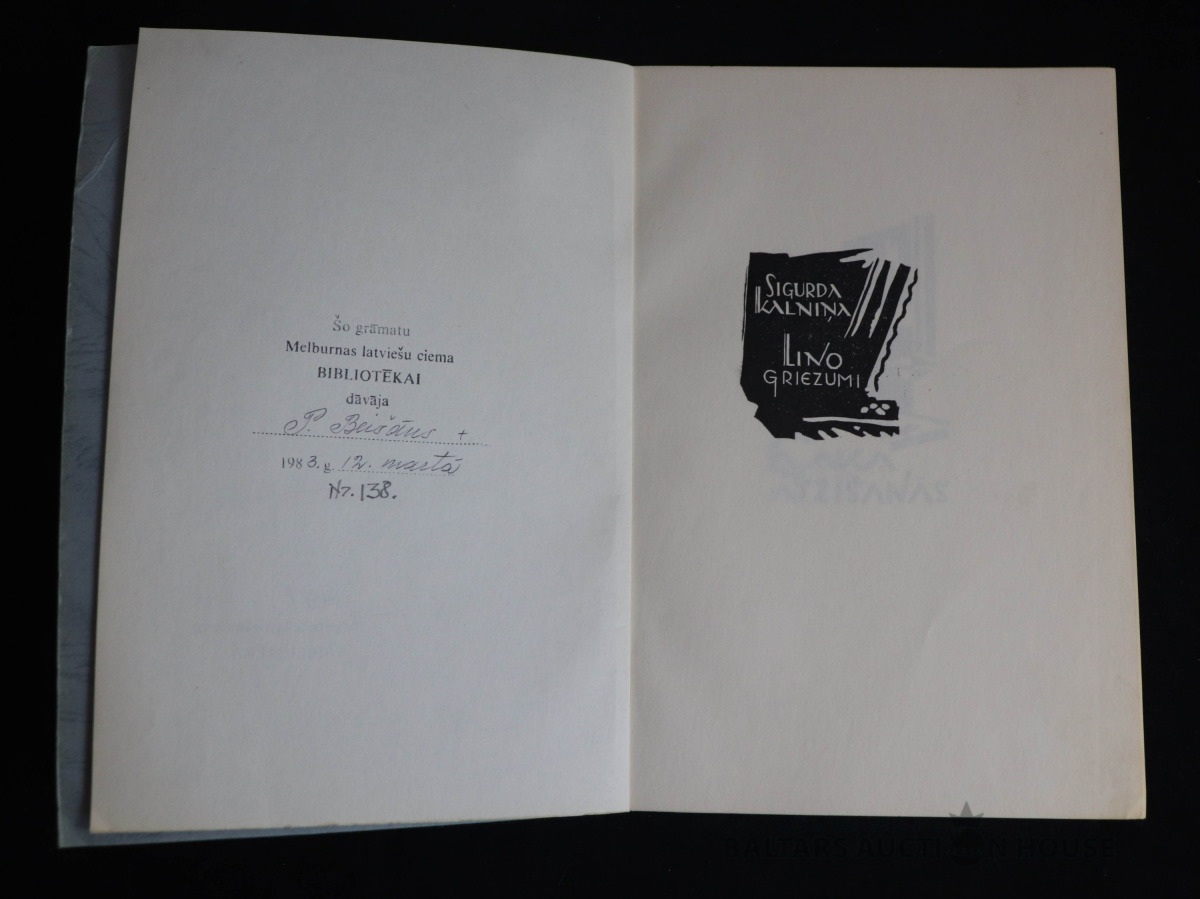 Šo grāmatu
Melburnas latviešu ciema
BIBLIOTĒKAI
dāvāja
P. Beišāns +
1983. g. 12. martā
Nr. 138.
SIGURDA
KALNIŅA
LINO
GRIEZUMI
BALTARS AUCTION HOUSE